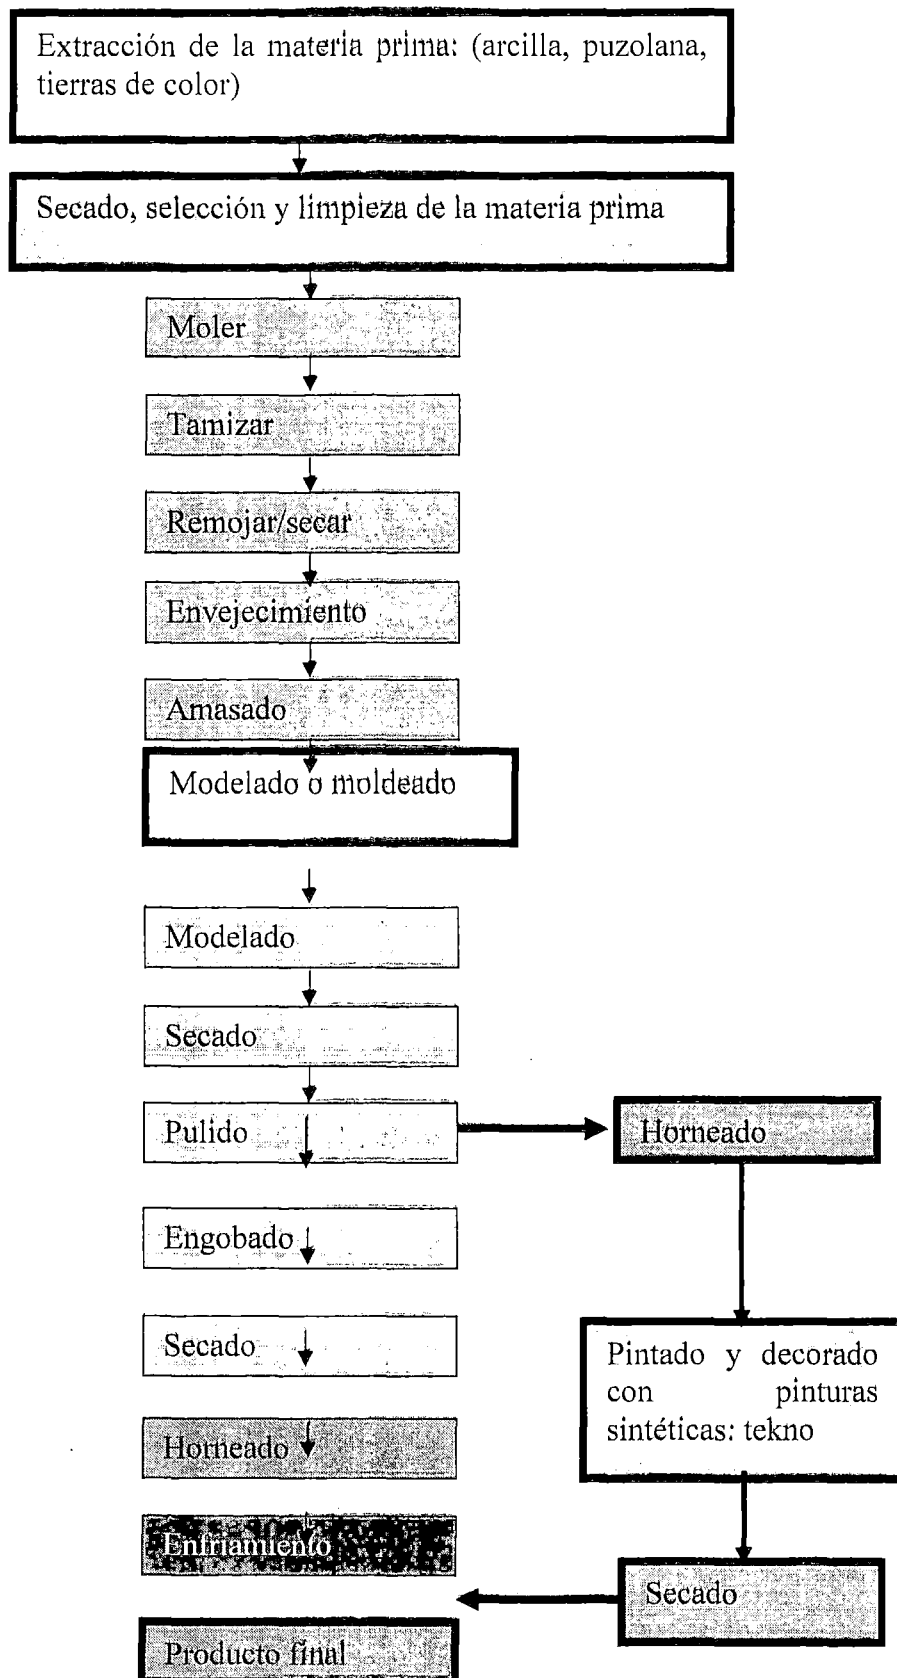 Extracción de la materia prima: (arcilla, puzolana,
tierras de color)
Secado, selección y limpieza de la materia prima
Moler
Tamizar
Remojar/secar
Envejecimiento
Amasado
Modelado o moldeado
Modelado
Secado
Pulido
Horneado
Engobado
Secado
Pintado y decorado
con pinturas
sintéticas: tekno
Horneado
Enfriamiento
Secado
Producto final